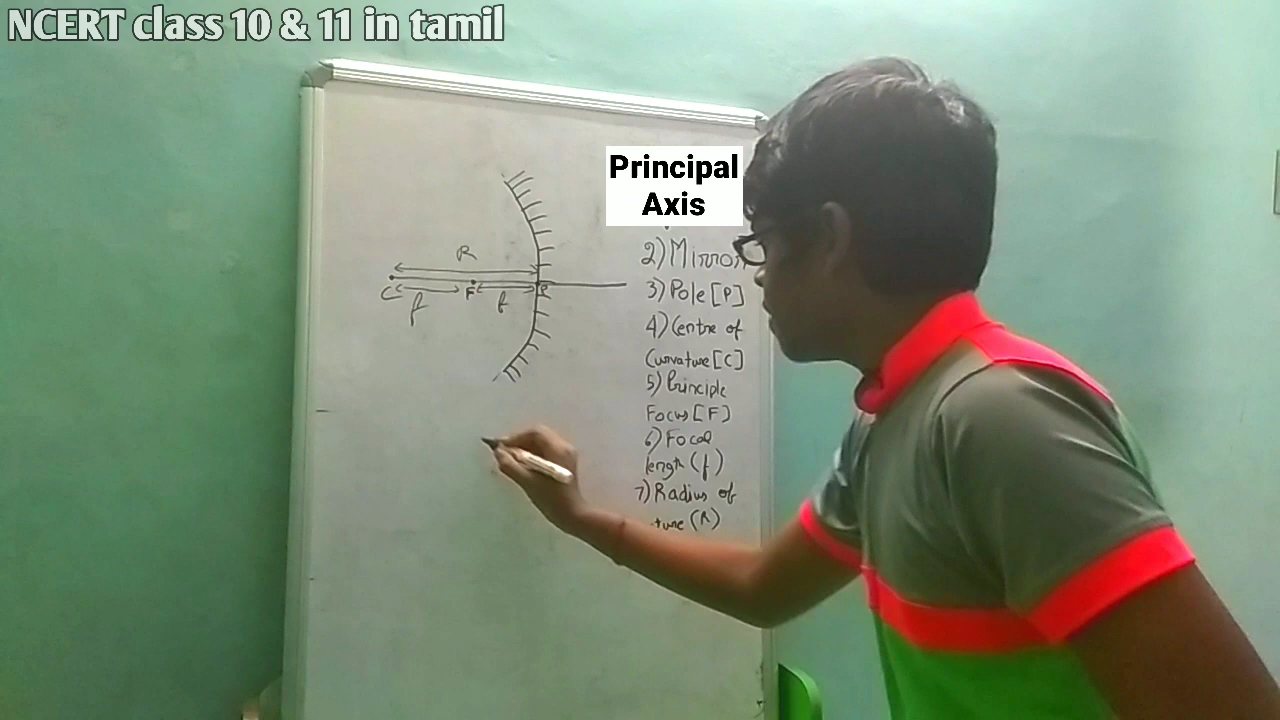 NCERT class 10 & 11 in tamil
Principal
Axis
R
C
F
P
f
f
2) Mirror
3) Pole [P]
4) Centre of
Curvature [C]
5) Principle
Focus [F]
6) Focal
length (f)
7) Radius of
ture (R)